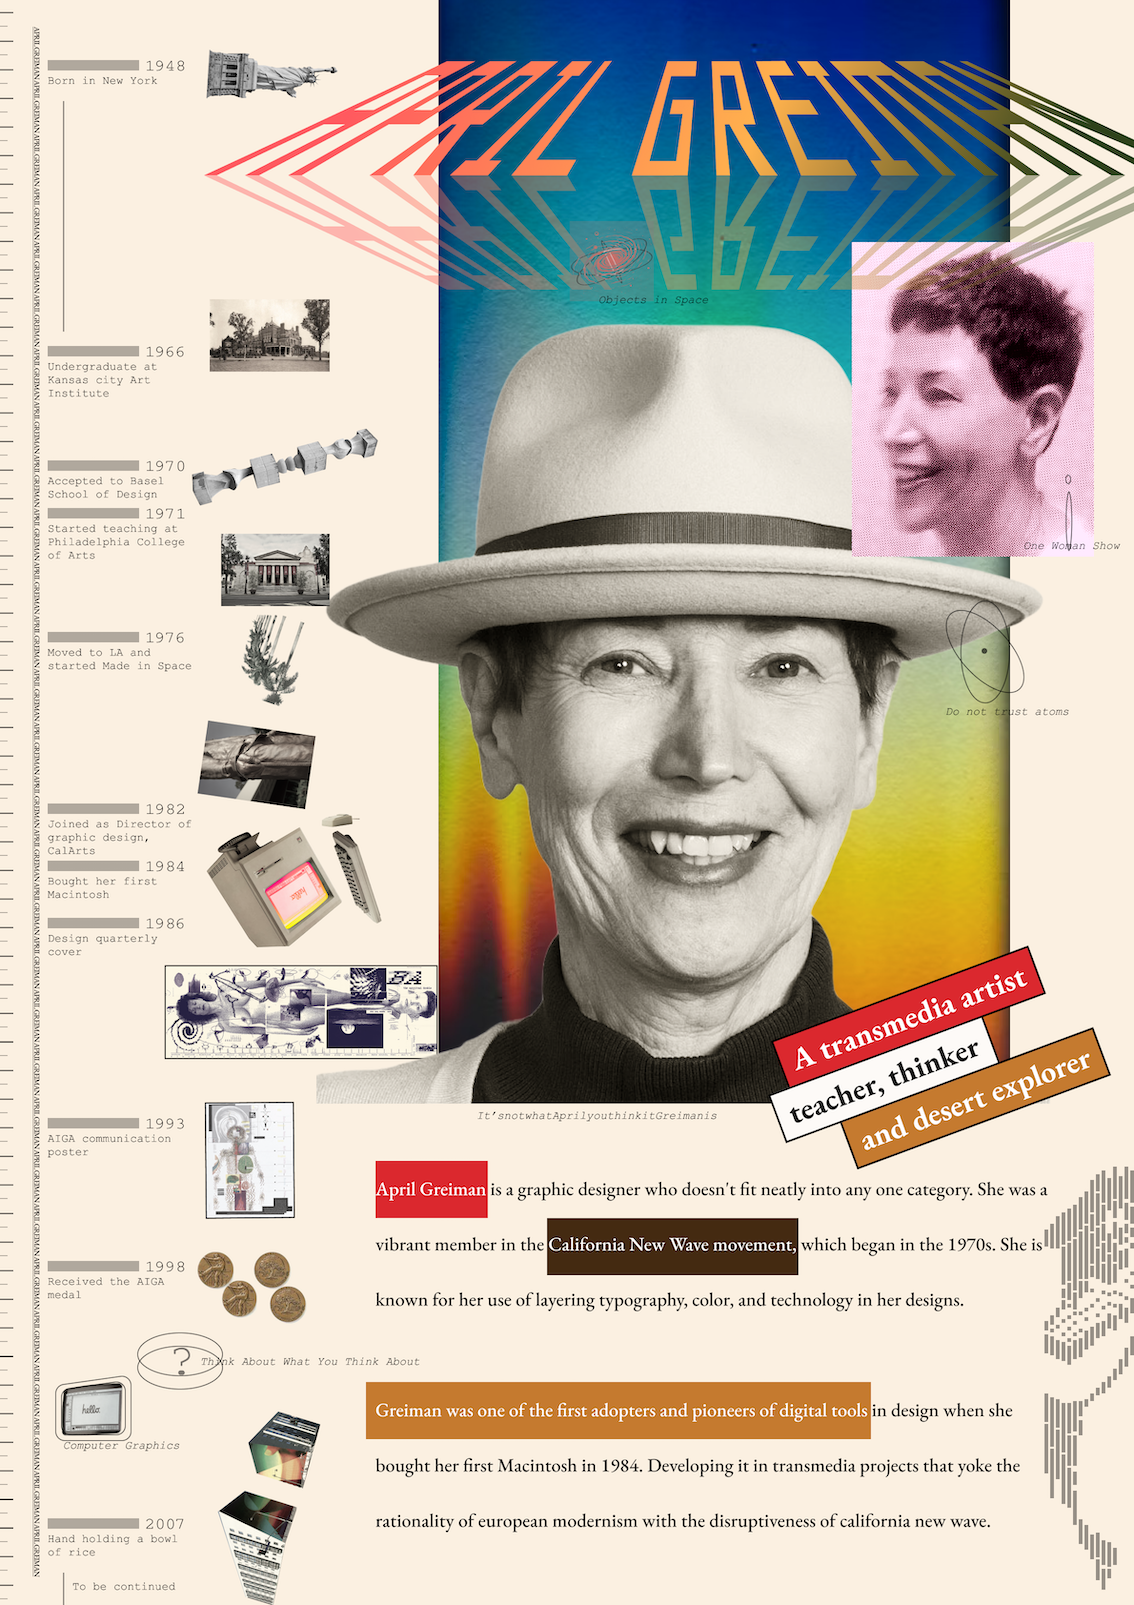 APRIL GREIMAN
1948
Born in New York
Objects in Space
1966
Undergraduate at
Kansas city Art
Institute
One Woman Show
1970
Accepted to Basel
School of Design
1971
Started teaching at
Philadelphia College
of Arts
1976
Moved to LA and
started Made in Space
Do not trust atoms
1982
Joined as Director of
graphic design,
CalArts
1984
Bought her first
Macintosh
1986
Design quarterly
cover
A transmedia artist
teacher, thinker
and desert explorer
It'snotwhatAprilyouthinkitGreimanis
1993
AIGA communication
poster
April Greiman is a graphic designer who doesn't fit neatly into any one category. She was a
vibrant member in the California New Wave movement, which began in the 1970s. She is
known for her use of layering typography, color, and technology in her designs.
1998
Received the AIGA
medal
?
Think About What You Think About
hello
Computer Graphics
Greiman was one of the first adopters and pioneers of digital tools in design when she
bought her first Macintosh in 1984. Developing it in transmedia projects that yoke the
rationality of european modernism with the disruptiveness of california new wave.
2007
Hand holding a bowl
of rice
To be continued